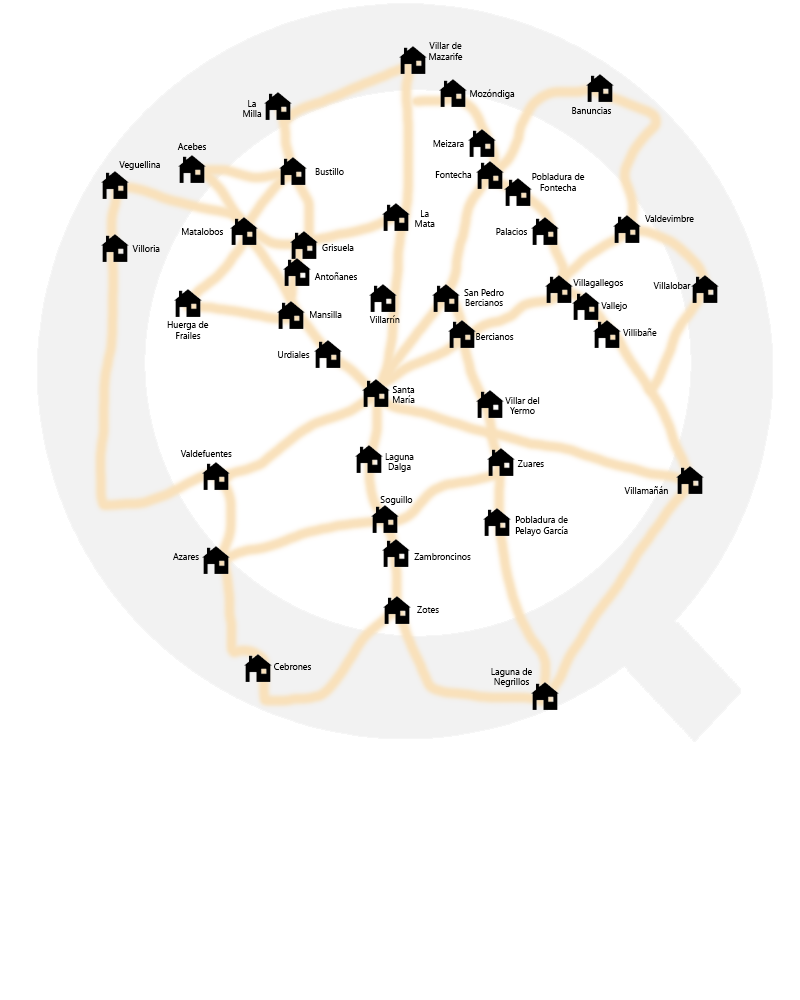 Villar de
Mazarife
Mozóndiga
La
Milla
Banuncias
Acebes
Meizara
Veguellina
Bustillo
Fontecha
Pobladura de
Fontecha
La
Mata
Valdevimbre
Matalobos
Palacios
Villoria
Grisuela
Antoñanes
Villagallegos
Villalobar
San Pedro
Bercianos
Vallejo
Mansilla
Villarrín
Huerga de
Frailes
Bercianos
Villibañe
Urdiales
Santa
María
Villar del
Yermo
Valdefuentes
Laguna
Dalga
Zuares
Villamañán
Soguillo
Pobladura de
Pelayo García
Azares
Zambroncinos
Zotes
Cebrones
Laguna de
Negrillos